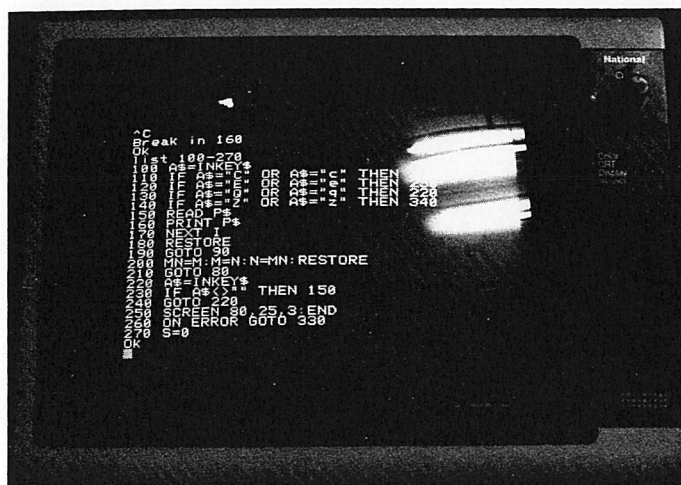 National
Color
CRT
Display
^C
Break in 160
Ok
list 100-270
100 A$=INKEY$
110 IF A$="C" OR A$="c" THEN
120 IF A$="E" OR A$="e" THEN
130 IF A$="Q" OR A$="q" THEN 220
140 IF A$="Z" OR A$="z" THEN 340
150 READ P$
160 PRINT P$
170 NEXT I
180 RESTORE
190 GOTO 90
200 MN=M:M=N:N=MN:RESTORE
210 GOTO 80
220 A$=INKEY$
230 IF A$<>"" THEN 150
240 GOTO 220
250 SCREEN 80,25,3:END
260 ON ERROR GOTO 330
270 S=0
Ok